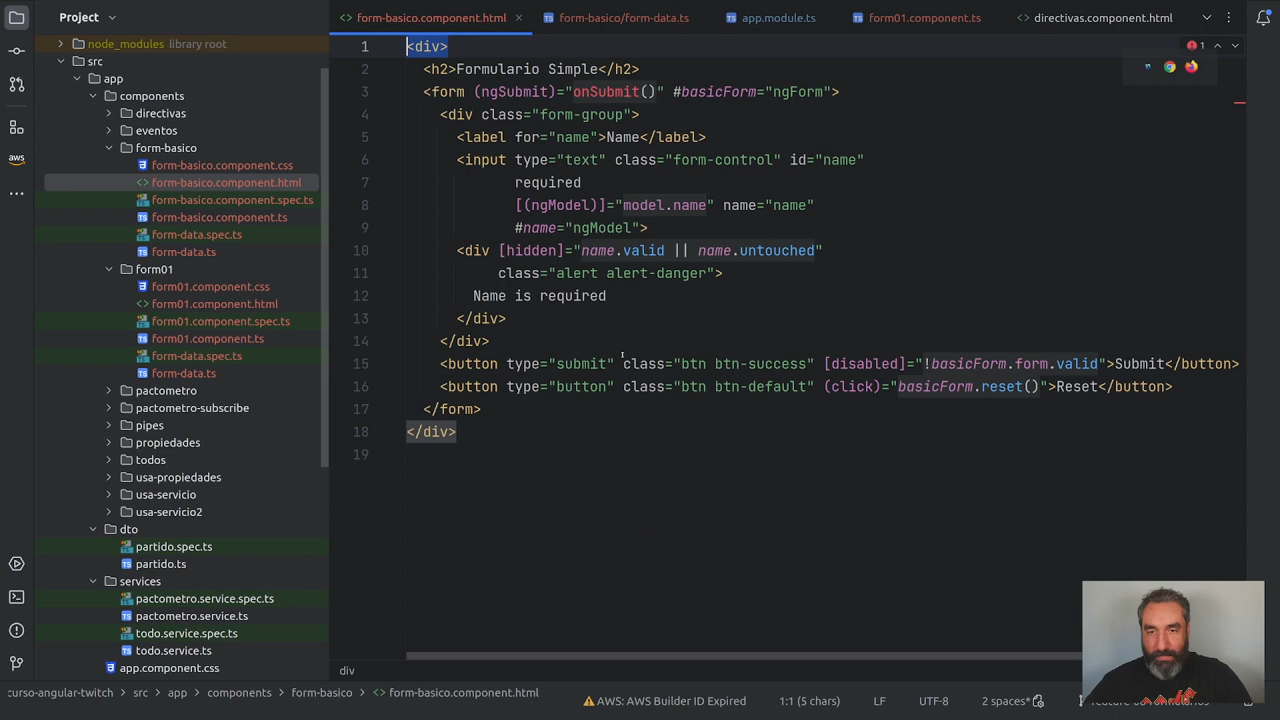 Project
form-basico.component.html
form-basico/form-data.ts
app.module.ts
form01.component.ts
directivas.component.html
node_modules library root
src
app
components
directivas
eventos
form-basico
form-basico.component.css
form-basico.component.html
form-basico.component.spec.ts
form-basico.component.ts
form-data.spec.ts
form-data.ts
form01
form01.component.css
form01.component.html
form01.component.spec.ts
form01.component.ts
form-data.spec.ts
form-data.ts
pactometro
pactometro-subscribe
pipes
propiedades
todos
usa-propiedades
usa-servicio
usa-servicio2
dto
partido.spec.ts
partido.ts
services
pactometro.service.spec.ts
pactometro.service.ts
todo.service.spec.ts
todo.service.ts
app.component.css
aws
1 <div>
2 <h2>Formulario Simple</h2>
3 <form (ngSubmit)="onSubmit()" #basicForm="ngForm">
4 <div class="form-group">
5 <label for="name">Name</label>
6 <input type="text" class="form-control" id="name"
7 required
8 [(ngModel)]="model.name" name="name"
9 #name="ngModel">
10 <div [hidden]="name.valid || name.untouched"
11 class="alert alert-danger">
12 Name is required
13 </div>
14 </div>
15 <button type="submit" class="btn btn-success" [disabled]="!basicForm.form.valid">Submit</button>
16 <button type="button" class="btn btn-default" (click)="basicForm.reset()">Reset</button>
17 </form>
18 </div>
19
1
div
curso-angular-twitch > src > app > components > form-basico > form-basico.component.html
AWS: AWS Builder ID Expired
1:1 (5 chars)
LF
UTF-8
2 spaces*